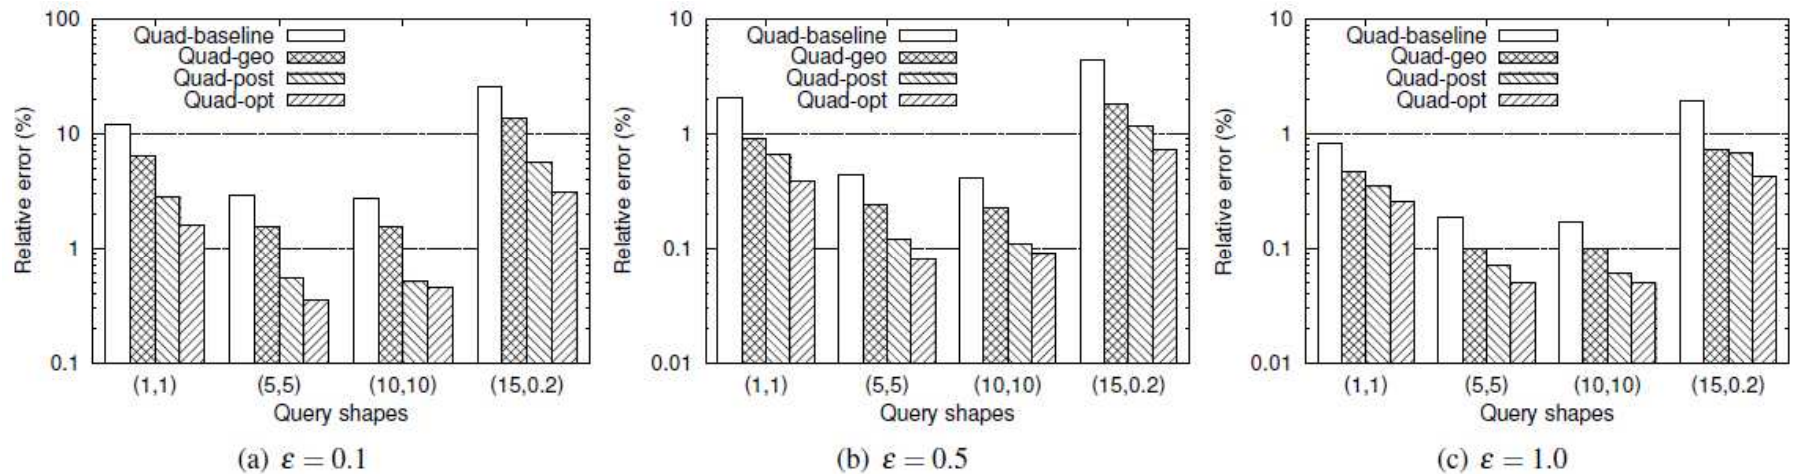 100
10
1
0.1
Relative error (%)
Quad-baseline
Quad-geo
Quad-post
Quad-opt
(1,1) (5,5) (10,10) (15,0.2)
Query shapes
(a) ε = 0.1
10
1
0.1
0.01
Relative error (%)
Quad-baseline
Quad-geo
Quad-post
Quad-opt
(1,1) (5,5) (10,10) (15,0.2)
Query shapes
(b) ε = 0.5
10
1
0.1
0.01
Relative error (%)
Quad-baseline
Quad-geo
Quad-post
Quad-opt
(1,1) (5,5) (10,10) (15,0.2)
Query shapes
(c) ε = 1.0